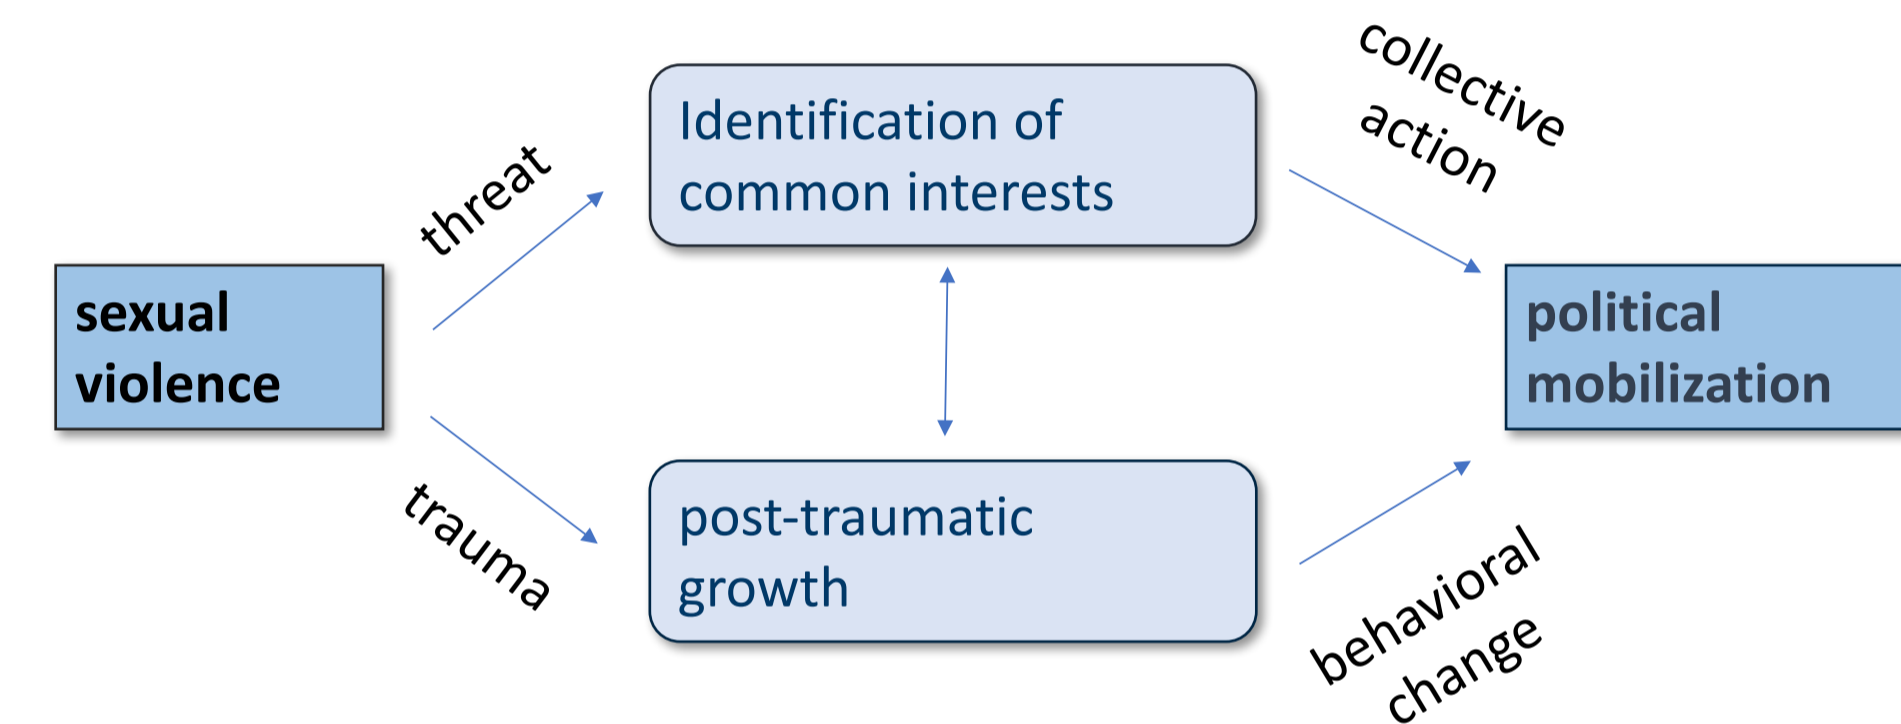 collective
action
Identification of
common interests
threat
sexual
violence
political
mobilization
trauma
post-traumatic
growth
behavioral
change